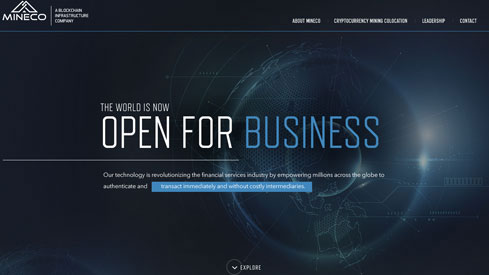 MINECO
A BLOCKCHAIN
INFRASTRUCTURE
COMPANY
ABOUT MINECO
CRYPTOCURRENCY MINING COLOCATION
LEADERSHIP
CONTACT
THE WORLD IS NOW
OPEN FOR BUSINESS
Our technology is revolutionizing the financial services industry by empowering millions across the globe to
authenticate and transact immediately and without costly intermediaries.
EXPLORE